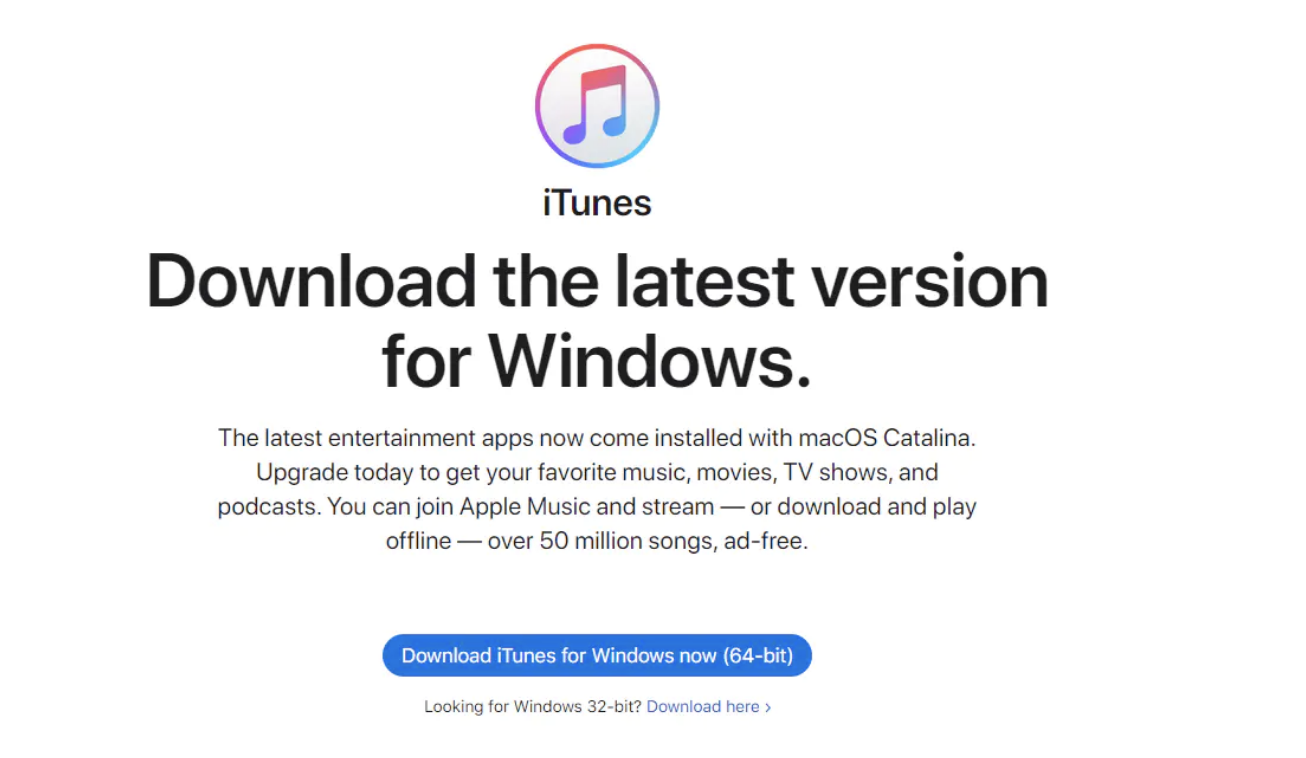 iTunes
Download the latest version
for Windows.
The latest entertainment apps now come installed with macOS Catalina.
Upgrade today to get your favorite music, movies, TV shows, and
podcasts. You can join Apple Music and stream — or download and play
offline — over 50 million songs, ad-free.
Download iTunes for Windows now (64-bit)
Looking for Windows 32-bit? Download here ›